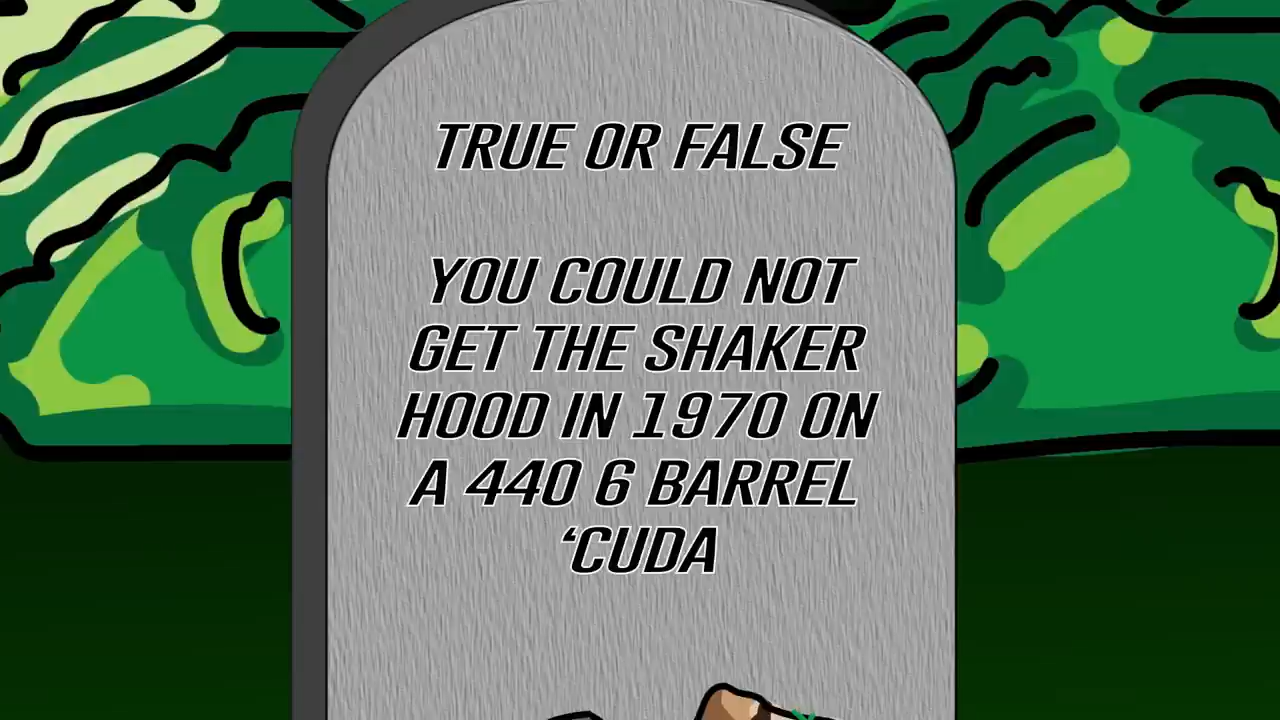 TRUE OR FALSE
YOU COULD NOT
GET THE SHAKER
HOOD IN 1970 ON
A 440 6 BARREL
‘CUDA